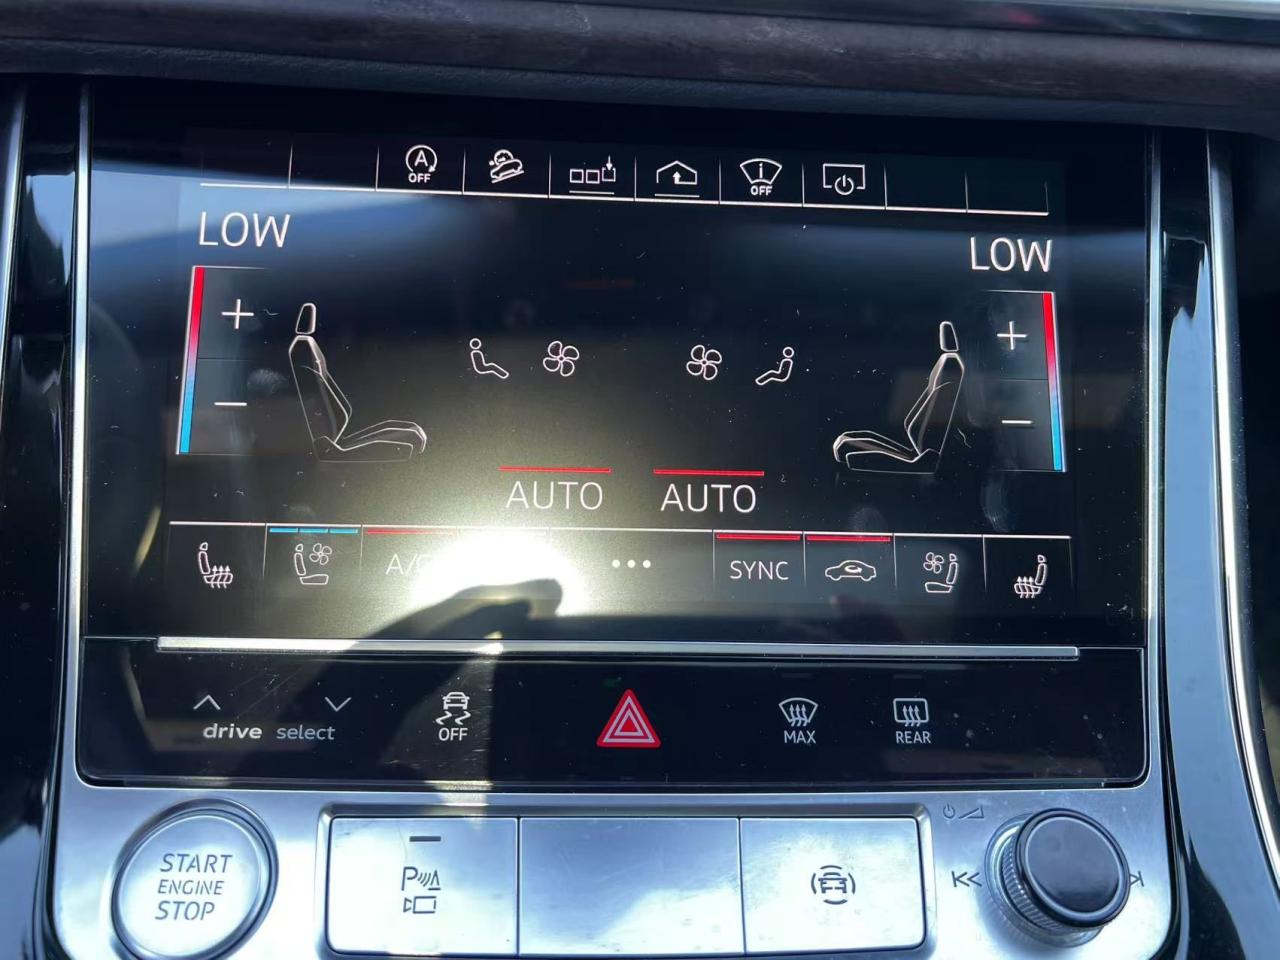 A
OFF
i
OFF
LOW
LOW
AUTO AUTO
A/C
SYNC
drive select
OFF
MAX
REAR
START
ENGINE
STOP
P